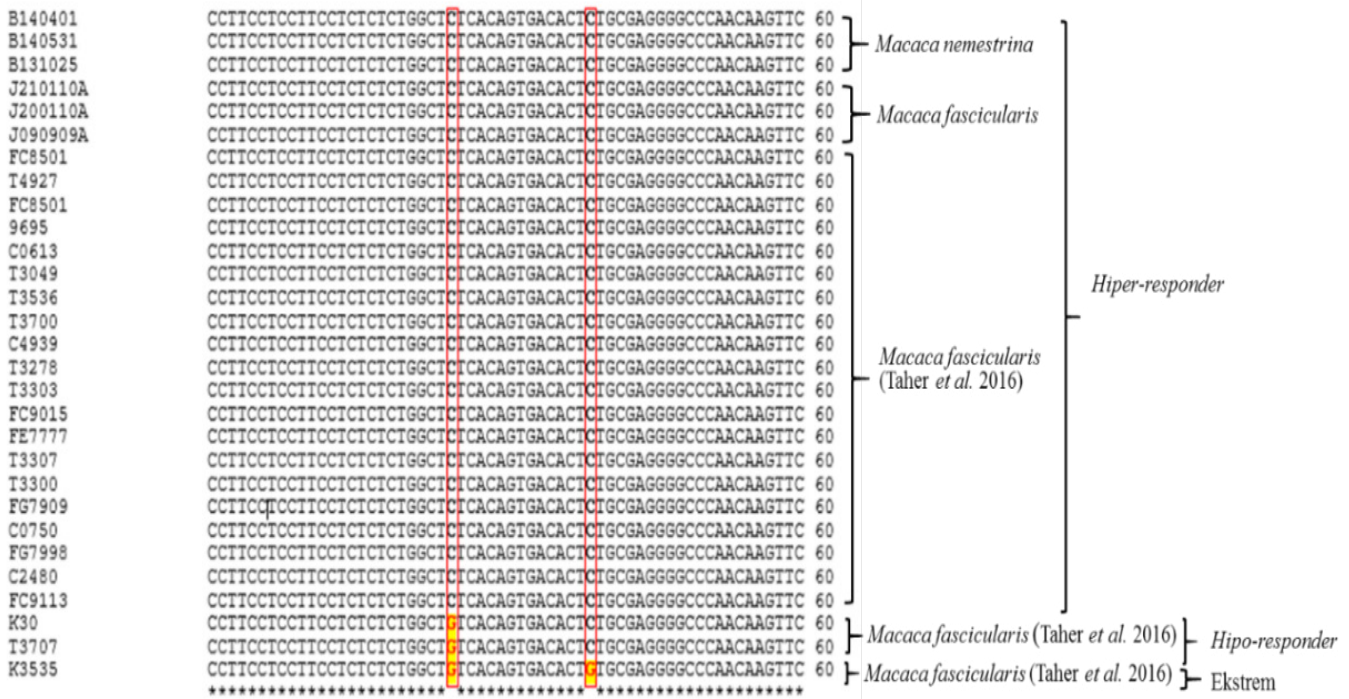 B140401 CCTTCCTCCTTCCTCTCTCTGGCTCTCACAGTGACACTCTGCGAGGGGCCCAACAAGTTC 60
B140531 CCTTCCTCCTTCCTCTCTCTGGCTCTCACAGTGACACTCTGCGAGGGGCCCAACAAGTTC 60
Macaca nemestrina
B131025 CCTTCCTCCTTCCTCTCTCTGGCTCTCACAGTGACACTCTGCGAGGGGCCCAACAAGTTC 60
J210110A CCTTCCTCCTTCCTCTCTCTGGCTCTCACAGTGACACTCTGCGAGGGGCCCAACAAGTTC 60
J200110A CCTTCCTCCTTCCTCTCTCTGGCTCTCACAGTGACACTCTGCGAGGGGCCCAACAAGTTC 60
Macaca fascicularis
J090909A CCTTCCTCCTTCCTCTCTCTGGCTCTCACAGTGACACTCTGCGAGGGGCCCAACAAGTTC 60
FC8501 CCTTCCTCCTTCCTCTCTCTGGCTCTCACAGTGACACTCTGCGAGGGGCCCAACAAGTTC 60
T4927 CCTTCCTCCTTCCTCTCTCTGGCTCTCACAGTGACACTCTGCGAGGGGCCCAACAAGTTC 60
FC8501 CCTTCCTCCTTCCTCTCTCTGGCTCTCACAGTGACACTCTGCGAGGGGCCCAACAAGTTC 60
9695 CCTTCCTCCTTCCTCTCTCTGGCTCTCACAGTGACACTCTGCGAGGGGCCCAACAAGTTC 60
C0613 CCTTCCTCCTTCCTCTCTCTGGCTCTCACAGTGACACTCTGCGAGGGGCCCAACAAGTTC 60
T3049 CCTTCCTCCTTCCTCTCTCTGGCTCTCACAGTGACACTCTGCGAGGGGCCCAACAAGTTC 60
Hiper-responder
T3536 CCTTCCTCCTTCCTCTCTCTGGCTCTCACAGTGACACTCTGCGAGGGGCCCAACAAGTTC 60
T3700 CCTTCCTCCTTCCTCTCTCTGGCTCTCACAGTGACACTCTGCGAGGGGCCCAACAAGTTC 60
C4939 CCTTCCTCCTTCCTCTCTCTGGCTCTCACAGTGACACTCTGCGAGGGGCCCAACAAGTTC 60
Macaca fascicularis
T3278 CCTTCCTCCTTCCTCTCTCTGGCTCTCACAGTGACACTCTGCGAGGGGCCCAACAAGTTC 60
(Taher et al. 2016)
T3303 CCTTCCTCCTTCCTCTCTCTGGCTCTCACAGTGACACTCTGCGAGGGGCCCAACAAGTTC 60
FC9015 CCTTCCTCCTTCCTCTCTCTGGCTCTCACAGTGACACTCTGCGAGGGGCCCAACAAGTTC 60
FE7777 CCTTCCTCCTTCCTCTCTCTGGCTCTCACAGTGACACTCTGCGAGGGGCCCAACAAGTTC 60
T3307 CCTTCCTCCTTCCTCTCTCTGGCTCTCACAGTGACACTCTGCGAGGGGCCCAACAAGTTC 60
T3300 CCTTCCTCCTTCCTCTCTCTGGCTCTCACAGTGACACTCTGCGAGGGGCCCAACAAGTTC 60
FG7909 CCTTCCTCCTTCCTCTCTCTGGCTCTCACAGTGACACTCTGCGAGGGGCCCAACAAGTTC 60
C0750 CCTTCCTCCTTCCTCTCTCTGGCTCTCACAGTGACACTCTGCGAGGGGCCCAACAAGTTC 60
FG7998 CCTTCCTCCTTCCTCTCTCTGGCTCTCACAGTGACACTCTGCGAGGGGCCCAACAAGTTC 60
C2480 CCTTCCTCCTTCCTCTCTCTGGCTCTCACAGTGACACTCTGCGAGGGGCCCAACAAGTTC 60
FC9113 CCTTCCTCCTTCCTCTCTCTGGCTCTCACAGTGACACTCTGCGAGGGGCCCAACAAGTTC 60
K30 CCTTCCTCCTTCCTCTCTCTGGCTGTCACAGTGACACTCTGCGAGGGGCCCAACAAGTTC 60
Macaca fascicularis (Taher et al. 2016) Hipo-responder
T3707 CCTTCCTCCTTCCTCTCTCTGGCTGTCACAGTGACACTCTGCGAGGGGCCCAACAAGTTC 60
K3535 CCTTCCTCCTTCCTCTCTCTGGCTGTCACAGTGACACTGTGCGAGGGGCCCAACAAGTTC 60 Macaca fascicularis (Taher et al. 2016) Ekstrem
************************ ************* *********************